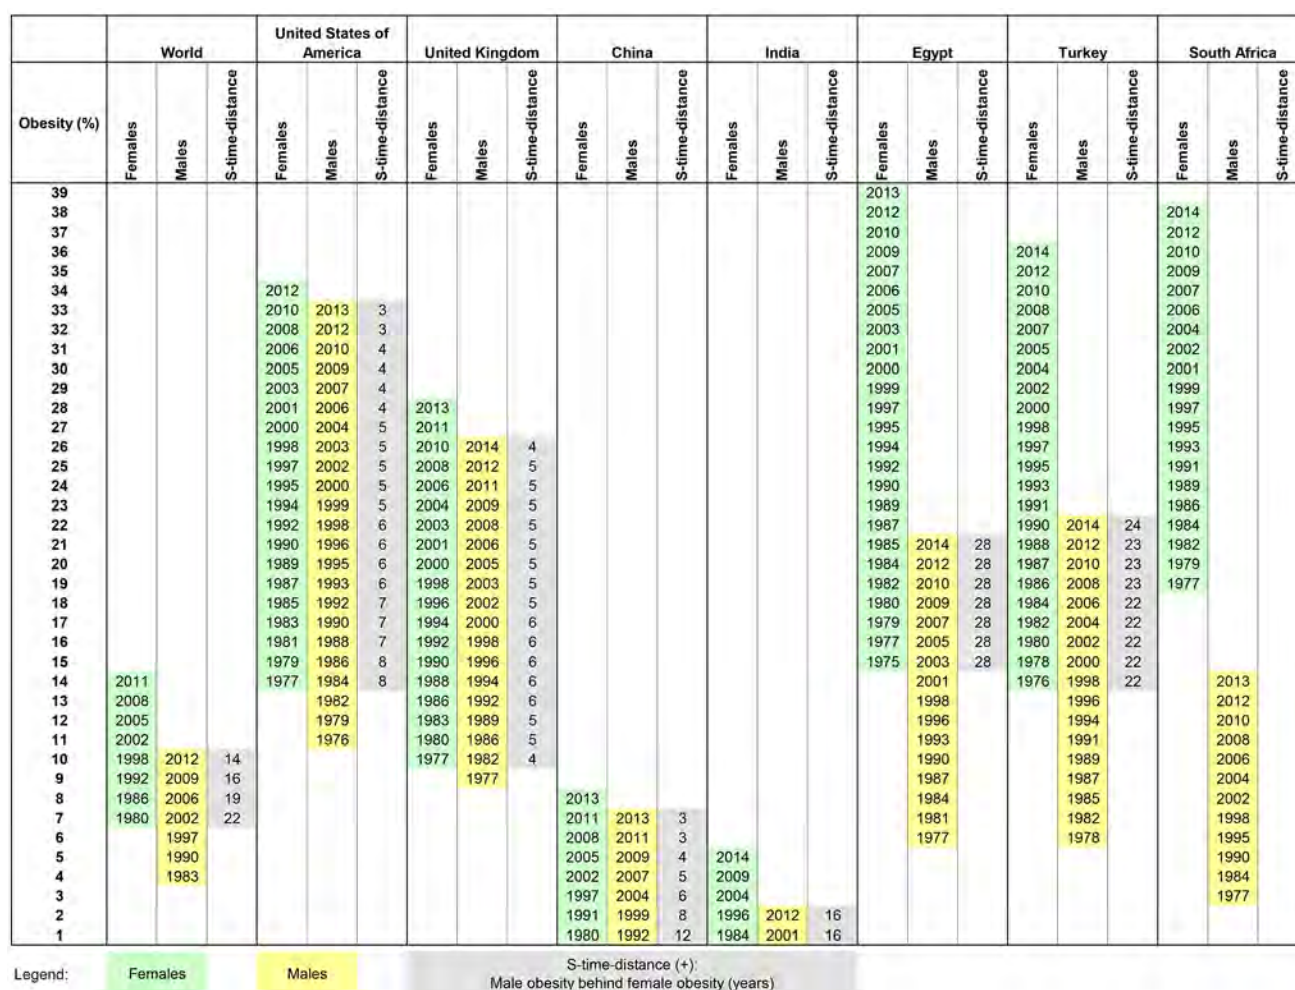 World United States of America United Kingdom China India Egypt Turkey South Africa
Obesity (%) Females Males S-time-distance Females Males S-time-distance Females Males S-time-distance Females Males S-time-distance Females Males S-time-distance Females Males S-time-distance Females Males S-time-distance Females Males S-time-distance
39 2013
38 2012 2014
37 2010 2012
36 2009 2014 2010
35 2007 2012 2009
34 2012 2006 2010 2007
33 2010 2013 3 2005 2008 2006
32 2008 2012 3 2003 2007 2004
31 2006 2010 4 2001 2005 2002
30 2005 2009 4 2000 2004 2001
29 2003 2007 4 1999 2002 1999
28 2001 2006 4 2013 1997 2000 1997
27 2000 2004 5 2011 1995 1998 1995
26 1998 2003 5 2010 2014 4 1994 1997 1993
25 1997 2002 5 2008 2012 5 1992 1995 1991
24 1995 2000 5 2006 2011 5 1990 1993 1989
23 1994 1999 5 2004 2009 5 1989 1991 1986
22 1992 1998 6 2003 2008 5 1987 1990 2014 24 1984
21 1990 1996 6 2001 2006 5 1985 2014 28 1988 2012 23 1982
20 1989 1995 6 2000 2005 5 1984 2012 28 1987 2010 23 1979
19 1987 1993 6 1998 2003 5 1982 2010 28 1986 2008 23 1977
18 1985 1992 7 1996 2002 5 1980 2009 28 1984 2006 22
17 1983 1990 7 1994 2000 6 1979 2007 28 1982 2004 22
16 1981 1988 7 1992 1998 6 1977 2005 28 1980 2002 22
15 1979 1986 8 1990 1996 6 1975 2003 28 1978 2000 22
14 2011 1977 1984 8 1988 1994 6 2001 1976 1998 22 2013
13 2008 1982 1986 1992 6 1998 1996 2012
12 2005 1979 1983 1989 5 1996 1994 2010
11 2002 1976 1980 1986 5 1993 1991 2008
10 1998 2012 14 1977 1982 4 1990 1989 2006
9 1992 2009 16 1977 1987 1987 2004
8 1986 2006 19 2013 1984 1985 2002
7 1980 2002 22 2011 2013 3 1981 1982 1998
6 1997 2008 2011 3 1977 1978 1995
5 1990 2005 2009 4 2014 1990
4 1983 2002 2007 5 2009 1984
3 1997 2004 6 2004 1977
2 1991 1999 8 1996 2012 16
1 1980 1992 12 1984 2001 16
Legend: Females Males S-time-distance (+):
Male obesity behind female obesity (years)